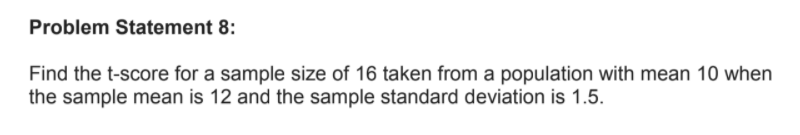 Problem Statement 8:
Find the t-score for a sample size of 16 taken from a population with mean 10 when
the sample mean is 12 and the sample standard deviation is 1.5.